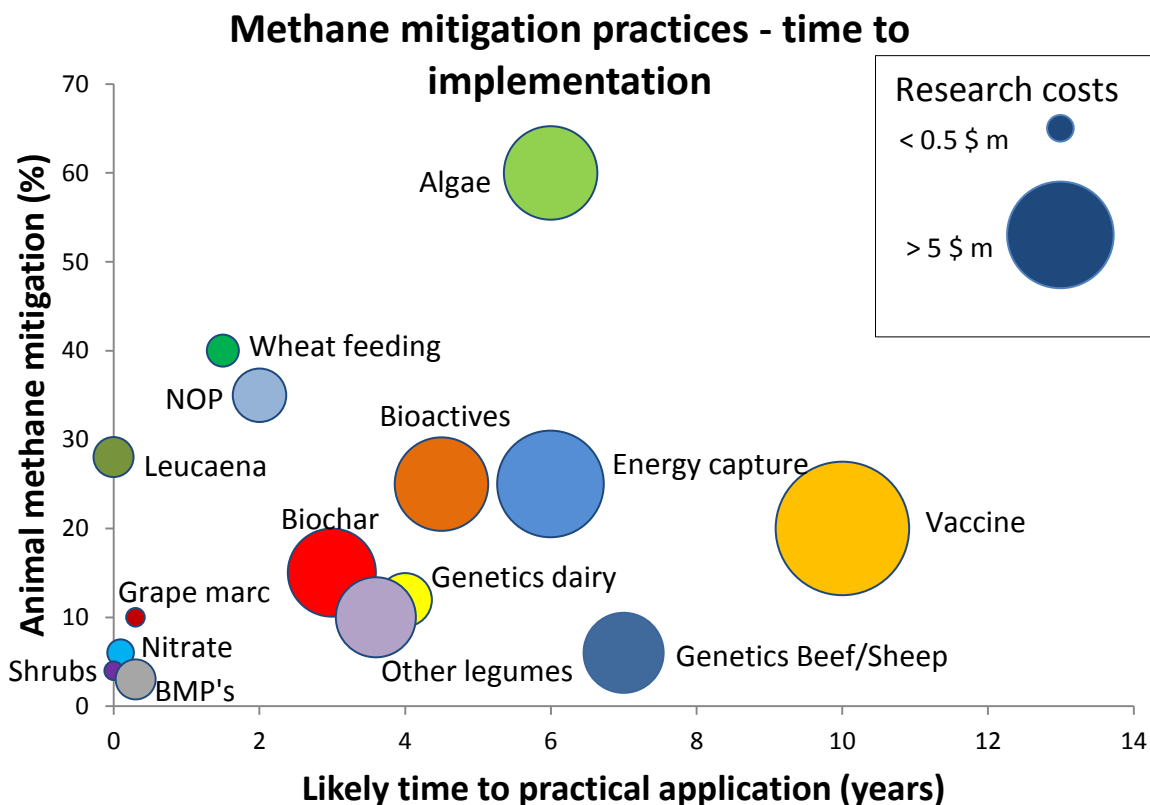 Methane mitigation practices - time to
implementation
Research costs
< 0.5 $ m
> 5 $ m
Animal methane mitigation (%)
70
60
50
40
30
20
10
0
Algae
Wheat feeding
NOP
Leucaena
Bioactives
Energy capture
Vaccine
Biochar
Grape marc
Genetics dairy
Nitrate
Shrubs
BMP's
Other legumes
Genetics Beef/Sheep
0
2
4
6
8
10
12
14
Likely time to practical application (years)